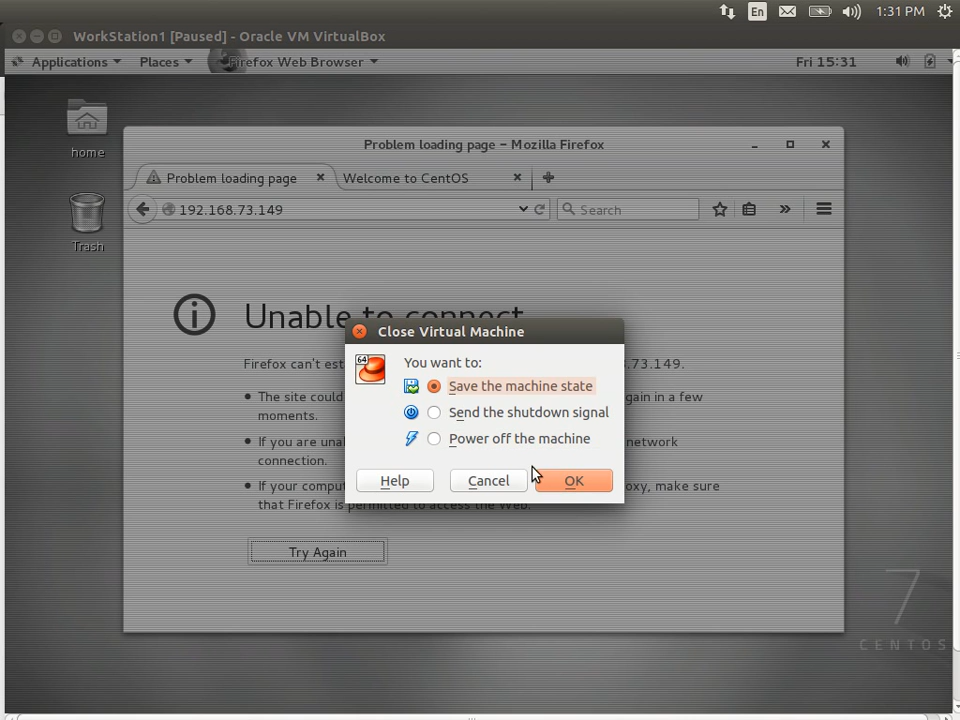 En
1:31 PM
WorkStation1 [Paused] - Oracle VM VirtualBox
Applications
Places
Firefox Web Browser
Fri 15:31
home
Trash
Problem loading page – Mozilla Firefox
Problem loading page
Welcome to CentOS
192.168.73.149
Search
Unable to connect
Firefox can't est
.73.149.
The site could
gain in a few
moments.
If you are unal
network
connection.
If your comput
oxy, make sure
that Firefox is permitted to access the Web.
Try Again
Close Virtual Machine
64
You want to:
Save the machine state
Send the shutdown signal
Power off the machine
Help
Cancel
OK
7
CENTOS